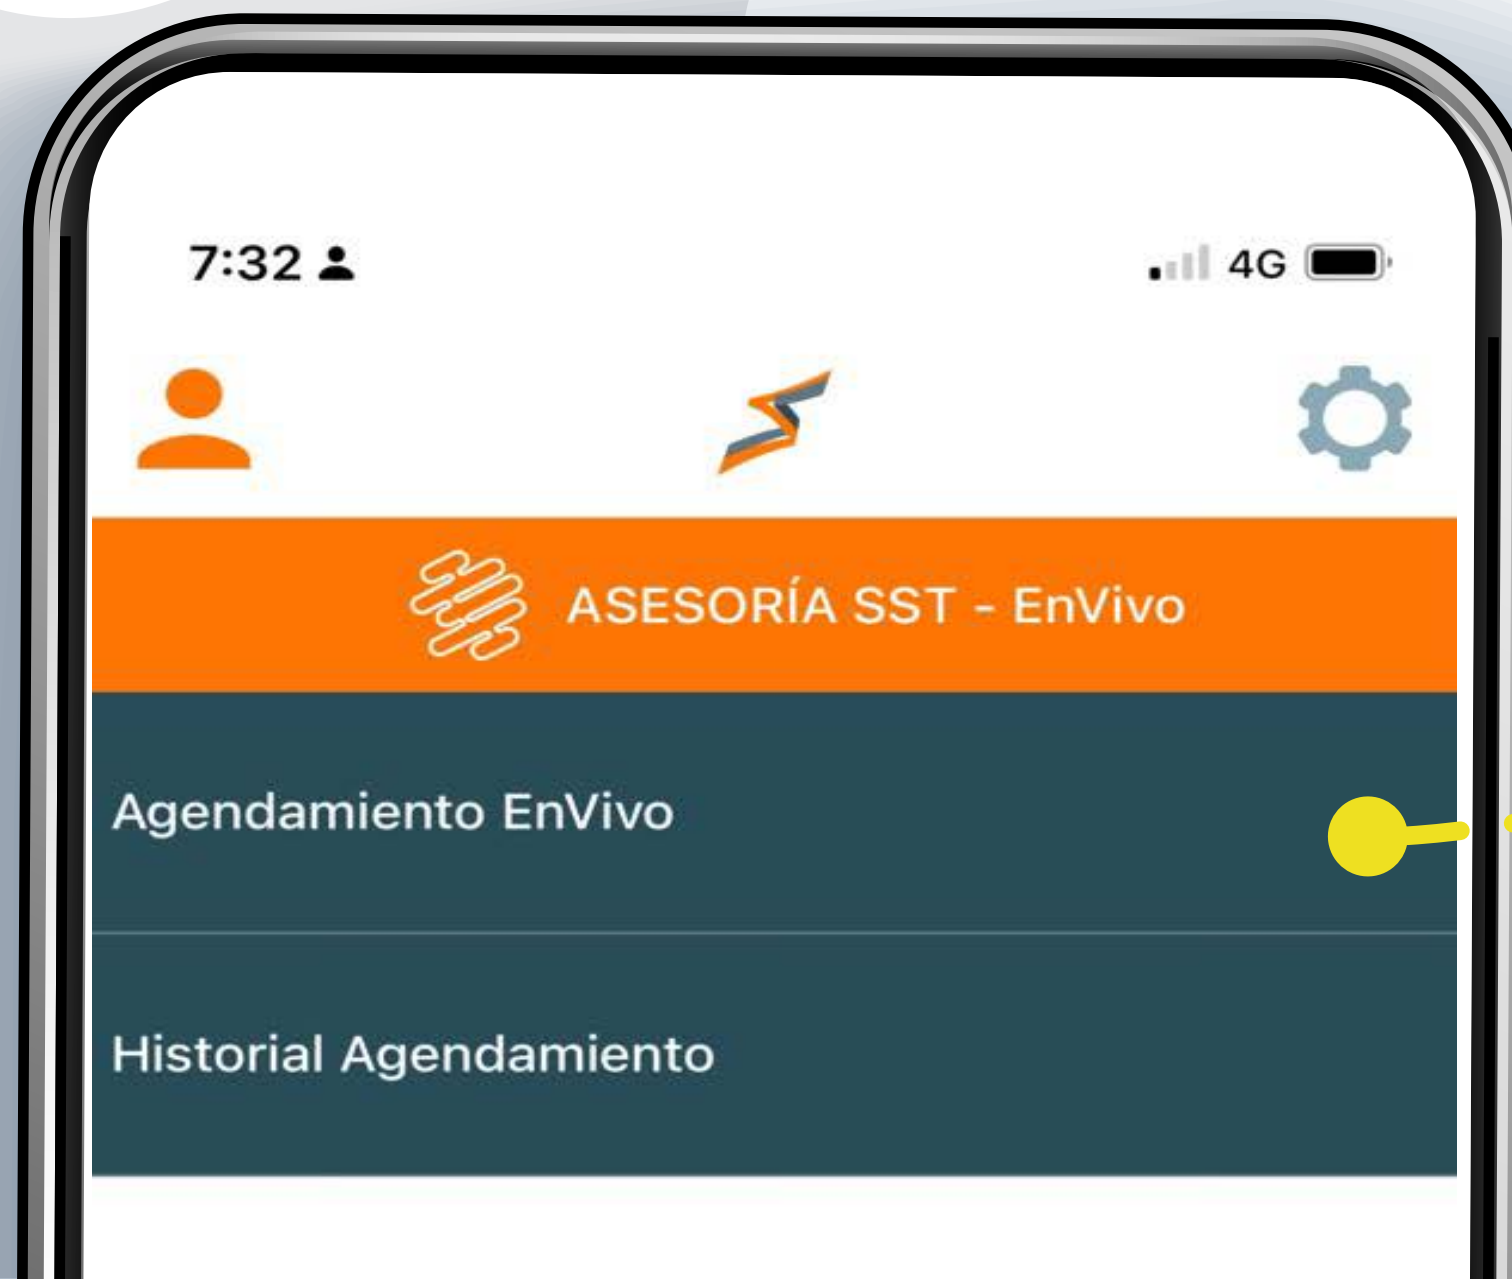 7:32
4G
ASESORÍA SST - EnVivo
Agendamiento EnVivo
Historial Agendamiento